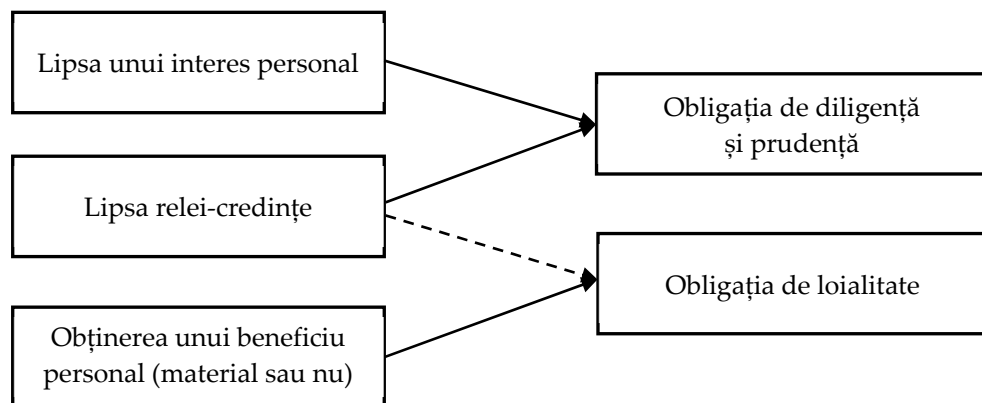 Lipsa unui interes personal
Obligația de diligență
și prudență
Lipsa relei-credințe
Obligația de loialitate
Obținerea unui beneficiu
personal (material sau nu)